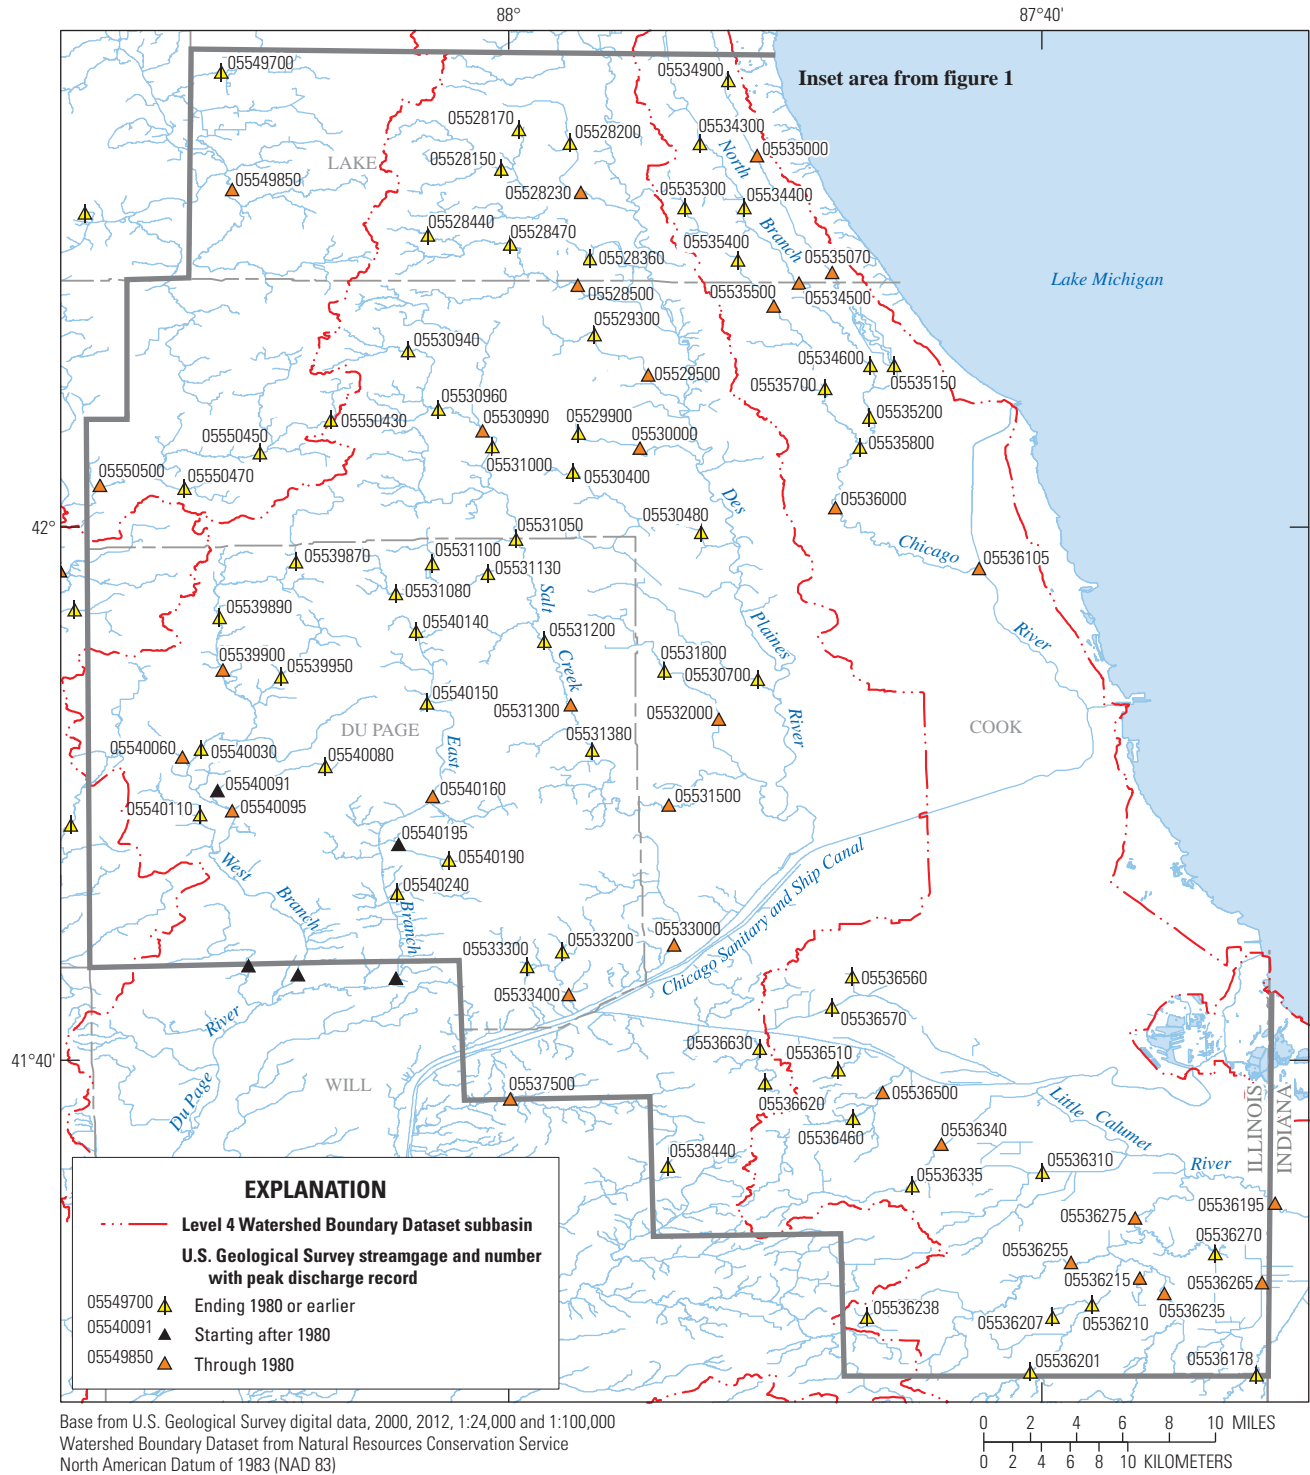 88°
87°40'
05549700
05534900
Inset area from figure 1
05528170
05528200
05534300
05535000
North
LAKE
05528150
05549850
05528230
05535300
05534400
05528440
05528470
05535400
Branch
05528360
05535070
Lake Michigan
05528500
05535500
05534500
05529300
05530940
05534600
05529500
05535700
05535150
05530960
05550430
05530990
05529900
05535200
05550450
05530000
05535800
05531000
05550500
05550470
05530400
Des
05536000
42°
05531050
05530480
Chicago
05539870
05531100
05531130
05536105
05531080
Salt
05539890
05540140
05531200
Plaines
River
05539900
05539950
05531800
05530700
Creek
05540150
05531300
05532000
River
DU PAGE
COOK
05540060
05540030
East
05531380
05540080
05540091
05540160
05540110
05540095
05531500
05540195
West
05540190
Chicago Sanitary and Ship Canal
05540240
Branch
Branch
05533000
05533300
05533200
05536560
05533400
05536570
River
05536630
05536510
WILL
05537500
05536620
05536500
Du Page
Little Calumet
05536460
05536340
ILLINOIS
INDIANA
05538440
05536310
River
05536335
05536195
EXPLANATION
Level 4 Watershed Boundary Dataset subbasin
U.S. Geological Survey streamgage and number
with peak discharge record
05549700 Ending 1980 or earlier
05540091 Starting after 1980
05549850 Through 1980
05536275
05536270
05536255
05536215
05536265
05536238
05536207
05536210
05536235
05536201
05536178
41°40'
Base from U.S. Geological Survey digital data, 2000, 2012, 1:24,000 and 1:100,000
Watershed Boundary Dataset from Natural Resources Conservation Service
North American Datum of 1983 (NAD 83)
0 2 4 6 8 10 MILES
0 2 4 6 8 10 KILOMETERS